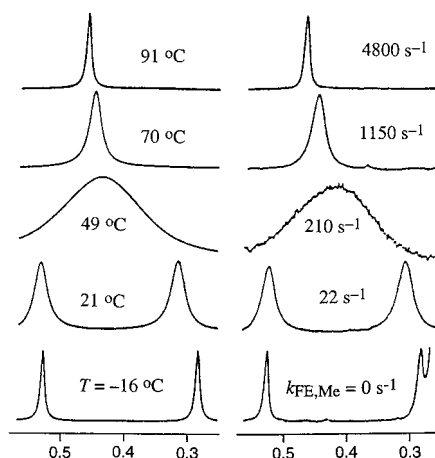 91 °C 4800 s⁻¹
70 °C 1150 s⁻¹
49 °C 210 s⁻¹
21 °C 22 s⁻¹
T = −16 °C kFE,Me = 0 s⁻¹
0.5 0.4 0.3 0.5 0.4 0.3